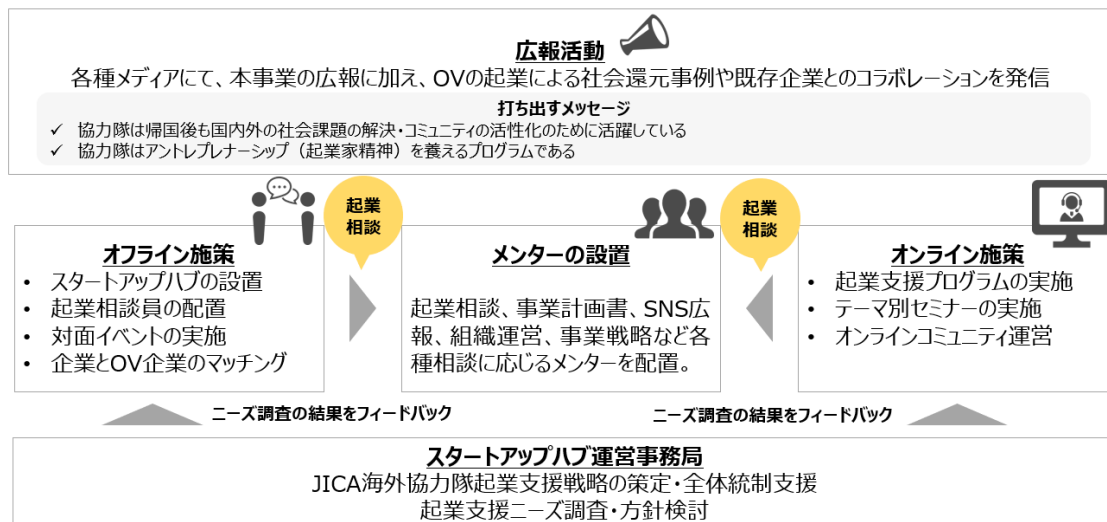 広報活動
各種メディアにて、本事業の広報に加え、OVの起業による社会還元事例や既存企業とのコラボレーションを発信
打ち出すメッセージ
✓ 協力隊は帰国後も国内外の社会課題の解決・コミュニティの活性化のために活躍している
✓ 協力隊はアントレプレナーシップ（起業家精神）を養えるプログラムである
起業
相談
起業
相談
オフライン施策
• スタートアップハブの設置
• 起業相談員の配置
• 対面イベントの実施
• 企業とOV企業のマッチング
メンターの設置
起業相談、事業計画書、SNS広
報、組織運営、事業戦略など各
種相談に応じるメンターを配置。
オンライン施策
• 起業支援プログラムの実施
• テーマ別セミナーの実施
• オンラインコミュニティ運営
ニーズ調査の結果をフィードバック
ニーズ調査の結果をフィードバック
スタートアップハブ運営事務局
JICA海外協力隊起業支援戦略の策定・全体統制支援
起業支援ニーズ調査・方針検討